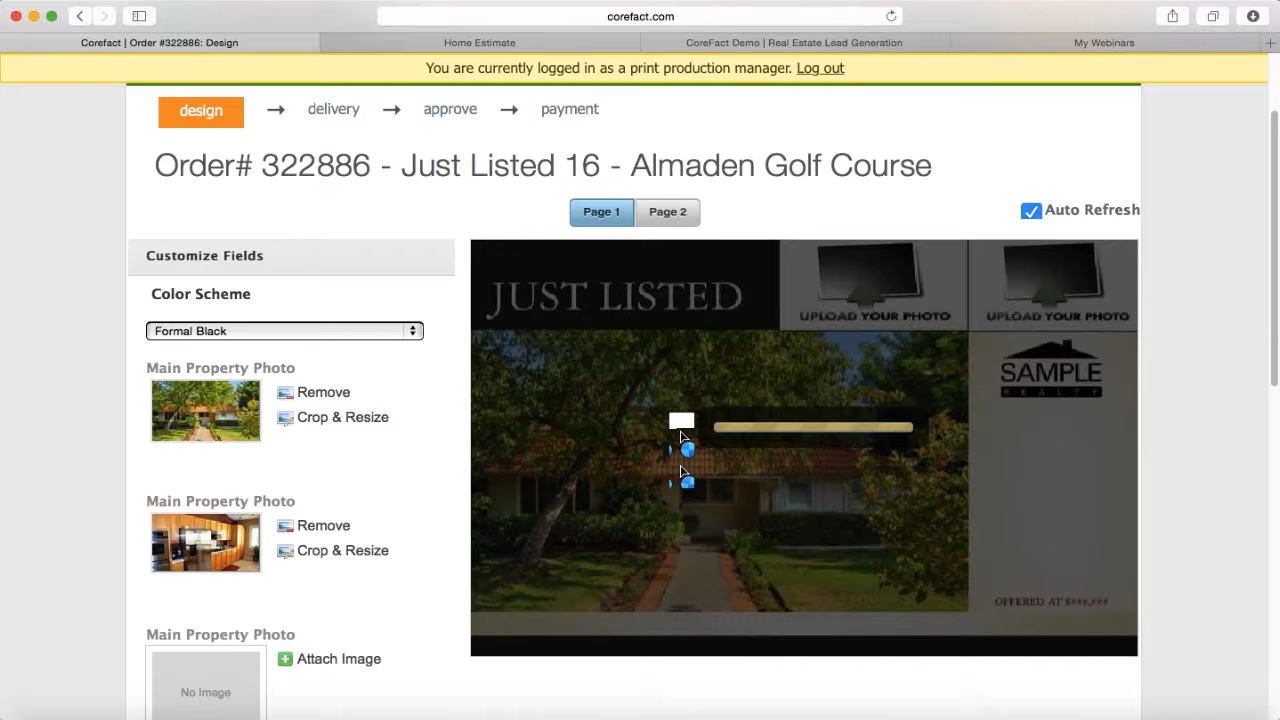 corefact.com
Corefact | Order #322886: Design
Home Estimate
CoreFact Demo | Real Estate Lead Generation
My Webinars
You are currently logged in as a print production manager. Log out
design → delivery → approve → payment
Order# 322886 - Just Listed 16 - Almaden Golf Course
Page 1
Page 2
Auto Refresh
Customize Fields
Color Scheme
Formal Black
Main Property Photo
Remove
Crop & Resize
Main Property Photo
Remove
Crop & Resize
Main Property Photo
Attach Image
No Image
JUST LISTED
UPLOAD YOUR PHOTO
UPLOAD YOUR PHOTO
SAMPLE
REALTY
OFFERED AT $###,###